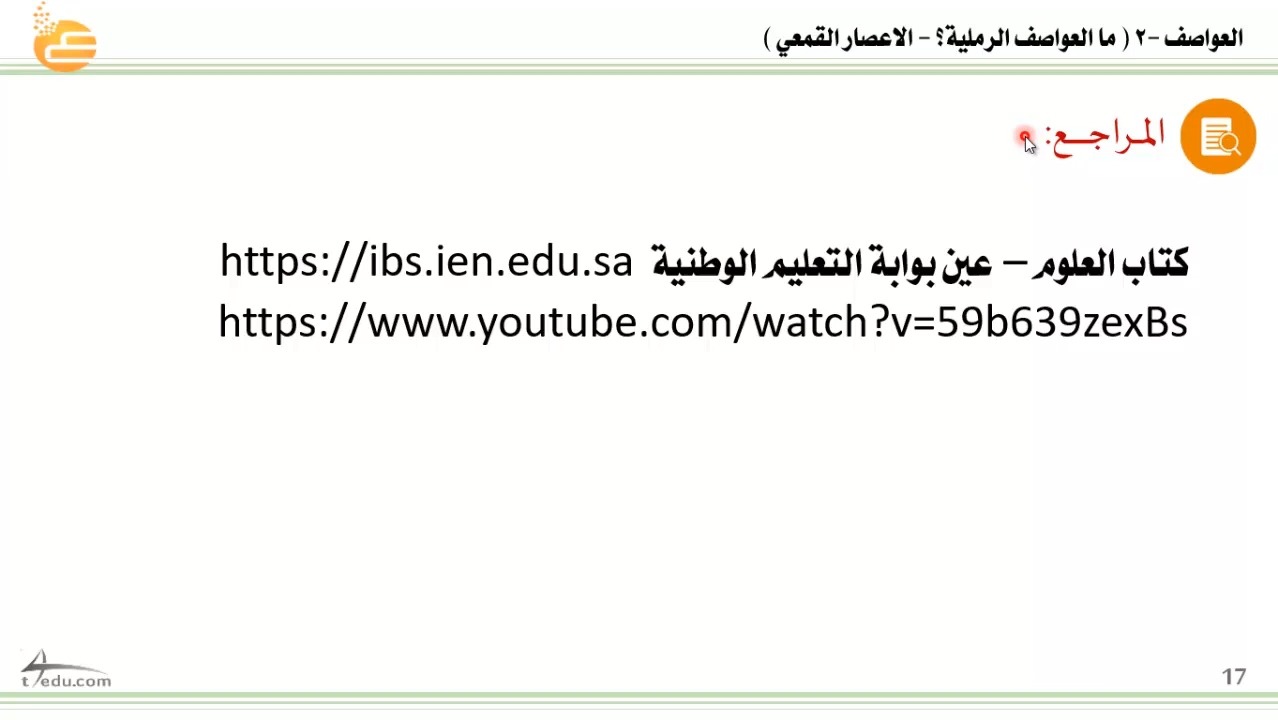 العواصف -٢ ( ما العواصف الرملية؟ - الاعصار القمعي )
المراجع:
كتاب العلوم – عين بوابة التعليم الوطنية https://ibs.ien.edu.sa
https://www.youtube.com/watch?v=59b639zexBs
t4edu.com
17